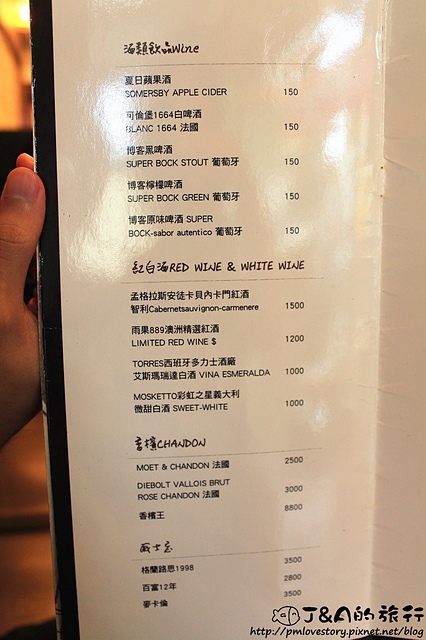 酒類飲品Wine
夏日蘋果酒
SOMERSBY APPLE CIDER 150
可倫堡1664白啤酒
BLANC 1664 法國 150
博客黑啤酒
SUPER BOCK STOUT 葡萄牙 150
博客檸檬啤酒
SUPER BOCK GREEN 葡萄牙 150
博客原味啤酒 SUPER
BOCK-sabor autentico 葡萄牙 150
紅白酒RED WINE & WHITE WINE
孟格拉斯安徒卡貝內卡門紅酒
智利Cabernetsauvignon-carmenere 1500
雨果889澳洲精選紅酒
LIMITED RED WINE $ 1200
TORRES西班牙多力士酒廠
艾斯瑪瑞達白酒 VINA ESMERALDA 1000
MOSKETTO彩虹之星義大利
微甜白酒 SWEET-WHITE 1000
香檳CHANDON
MOET & CHANDON 法國 2500
DIEBOLT VALLOIS BRUT
ROSE CHANDON 法國 3000
香檳王 8800
威士忌
格蘭路思1998 3500
百富12年 2800
麥卡倫 3500
J&A的旅行
http://pmlovestory.pixnet.net/blog